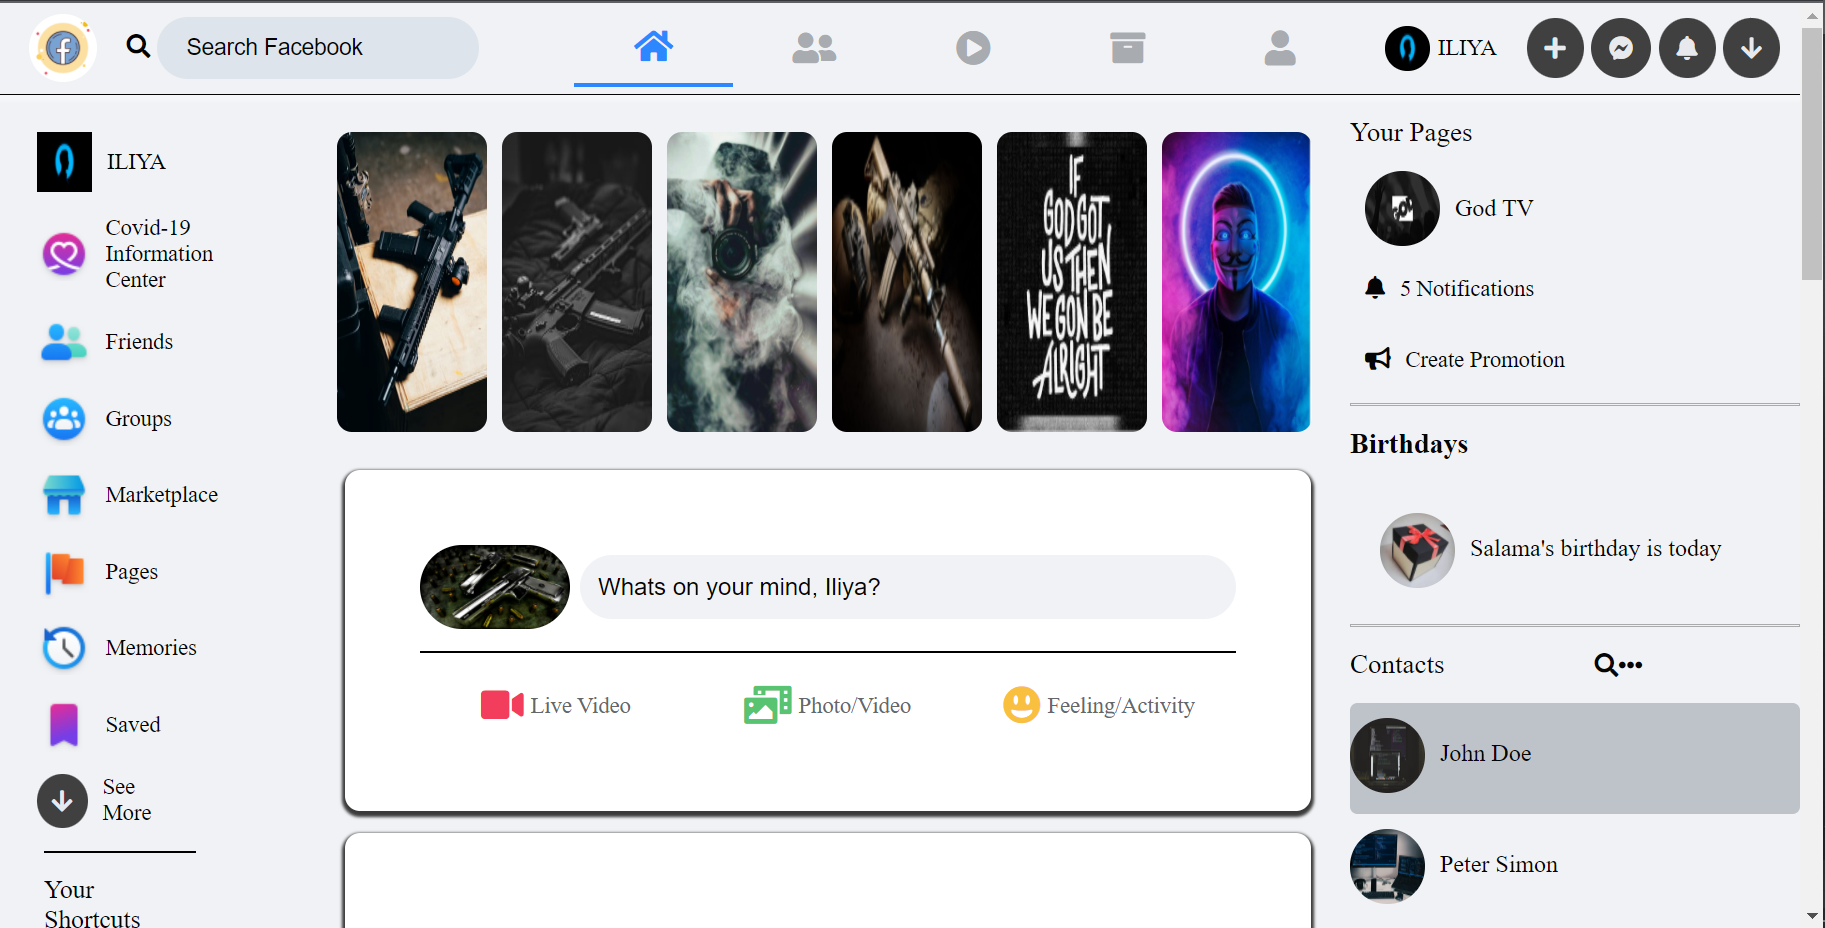 Search Facebook
ILIYA
ILIYA
Covid-19
Information
Center
Friends
Groups
Marketplace
Pages
Memories
Saved
See
More
Your
Shortcuts
IF
GOD GOT
US THEN
WE GON BE
ALRIGHT
Whats on your mind, Iliya?
Live Video
Photo/Video
Feeling/Activity
Your Pages
GOD
God TV
5 Notifications
Create Promotion
Birthdays
Salama's birthday is today
Contacts
John Doe
Peter Simon